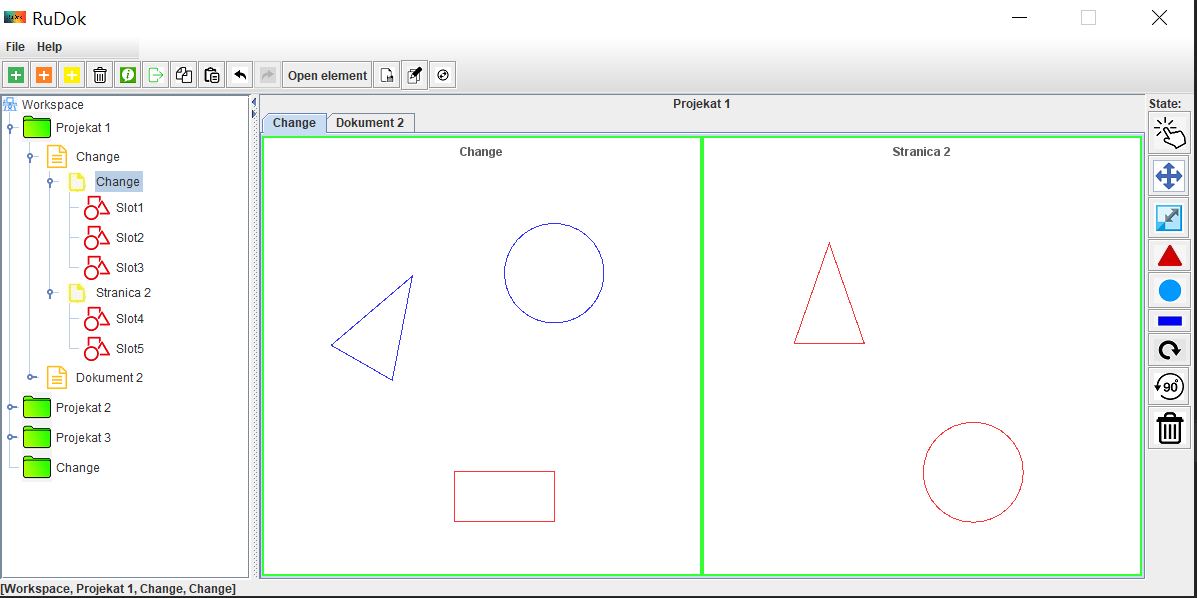 RuDok
File Help
Open element
Workspace
Projekat 1
Change
Change
Slot1
Slot2
Slot3
Stranica 2
Slot4
Slot5
Dokument 2
Projekat 2
Projekat 3
Change
Projekat 1
Change Dokument 2
Change
Stranica 2
State:
90°
[Workspace, Projekat 1, Change, Change]